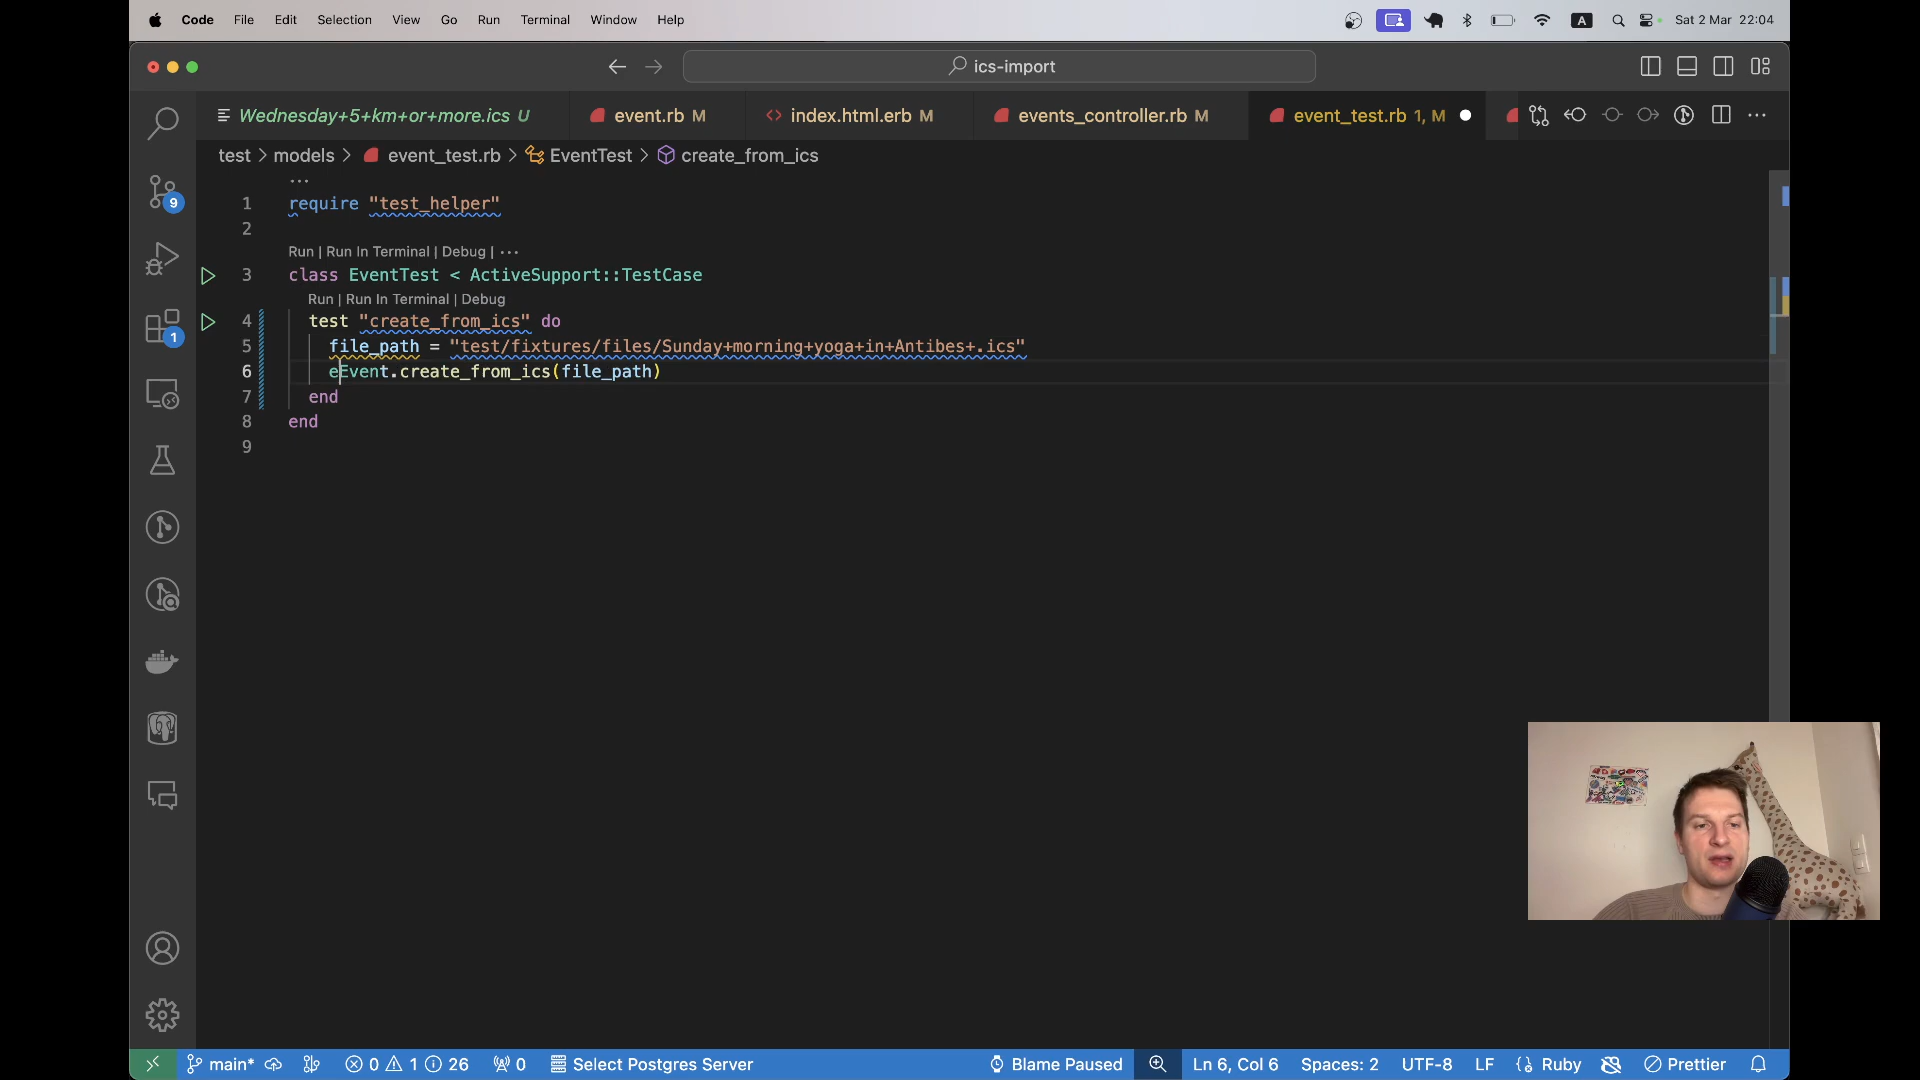 Code File Edit Selection View Go Run Terminal Window Help A Sat 2 Mar 22:04
ics-import
Wednesday+5+km+or+more.ics U event.rb M index.html.erb M events_controller.rb M event_test.rb 1, M
test > models > event_test.rb > EventTest > create_from_ics
1 require "test_helper"
2
Run | Run In Terminal | Debug | ...
3 class EventTest < ActiveSupport::TestCase
Run | Run In Terminal | Debug
4 test "create_from_ics" do
5 file_path = "test/fixtures/files/Sunday+morning+yoga+in+Antibes+.ics"
6 eEvent.create_from_ics(file_path)
7 end
8 end
9
9
1
main* 0 1 26 0 Select Postgres Server Blame Paused Ln 6, Col 6 Spaces: 2 UTF-8 LF Ruby Prettier